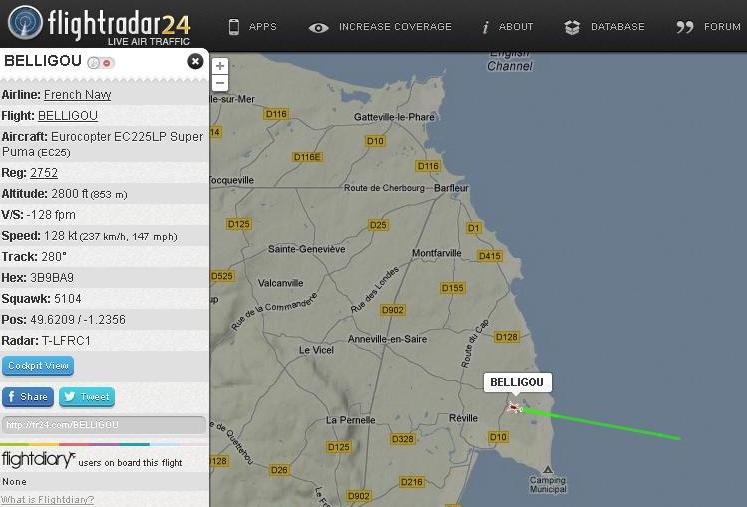 flightradar24
LIVE AIR TRAFFIC
APPS
INCREASE COVERAGE
ABOUT
DATABASE
FORUM
BELLIGOU
Airline: French Navy
Flight: BELLIGOU
Aircraft: Eurocopter EC225LP Super
Puma (EC25)
Reg: 2752
Altitude: 2800 ft (853 m)
V/S: -128 fpm
Speed: 128 kt (237 km/h, 147 mph)
Track: 280°
Hex: 3B9BA9
Squawk: 5104
Pos: 49.6209 / -1.2356
Radar: T-LFRC1
Cockpit View
Share
Tweet
http://fr24.com/BELLIGOU
flightdiary users on board this flight
None
What is Flightdiary?
+
−
English
Channel
lle-sur-Mer
D116
Gatteville-le-Phare
14
D10
D116E
D116
Tocqueville
Route de Cherbourg
Barfleur
D125
D25
D1
Sainte-Geneviève
Montfarville
D415
D525
Valcanville
Rue des Londes
D155
up
Rue de la Commanderie
D902
Route du Cap
D128
Anneville-en-Saire
Le Vicel
BELLIGOU
La Pernelle
Réville
D10
D328
de Quettehou
D128
D26
Camping
Municipal
D216
D902
Le